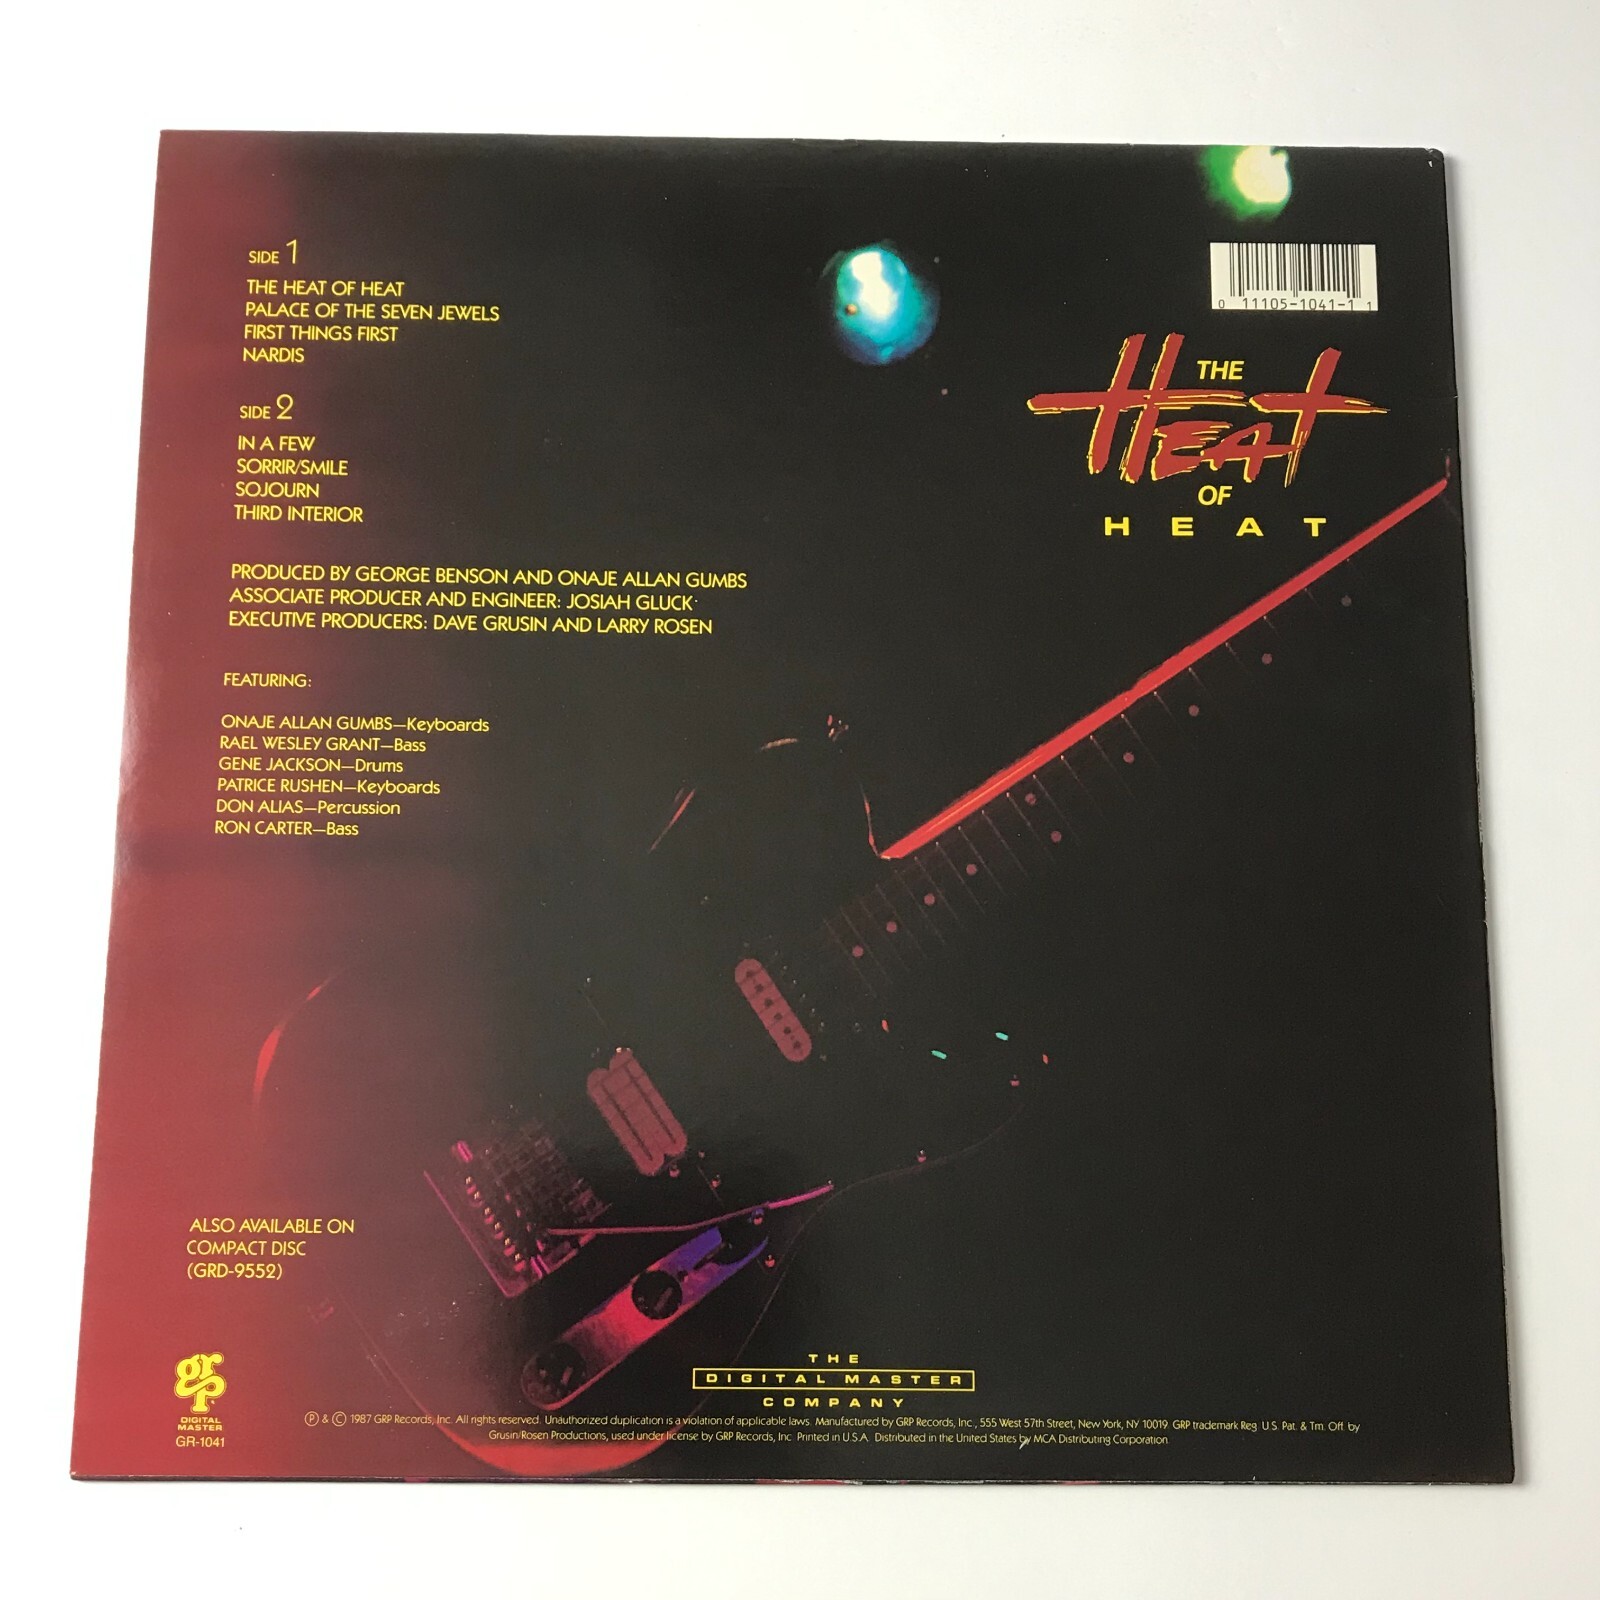 SIDE 1
THE HEAT OF HEAT
PALACE OF THE SEVEN JEWELS
FIRST THINGS FIRST
NARDIS
SIDE 2
IN A FEW
SORRIR/SMILE
SOJOURN
THIRD INTERIOR
PRODUCED BY GEORGE BENSON AND ONAJE ALLAN GUMBS
ASSOCIATE PRODUCER AND ENGINEER: JOSIAH GLUCK
EXECUTIVE PRODUCERS: DAVE GRUSIN AND LARRY ROSEN
FEATURING:
ONAJE ALLAN GUMBS—Keyboards
RAEL WESLEY GRANT—Bass
GENE JACKSON—Drums
PATRICE RUSHEN—Keyboards
DON ALIAS—Percussion
RON CARTER—Bass
0 11105-1041-1 1
THE
HEAT
OF
HEAT
ALSO AVAILABLE ON
COMPACT DISC
(GRD-9552)
grp
DIGITAL
MASTER
GR-1041
THE
DIGITAL MASTER
COMPANY
℗ & © 1987 GRP Records, Inc. All rights reserved. Unauthorized duplication is a violation of applicable laws. Manufactured by GRP Records, Inc., 555 West 57th Street, New York, NY 10019. GRP trademark Reg. U.S. Pat. & Tm. Off. by
Grusin/Rosen Productions, used under license by GRP Records, Inc. Printed in U.S.A. Distributed in the United States by MCA Distributing Corporation.